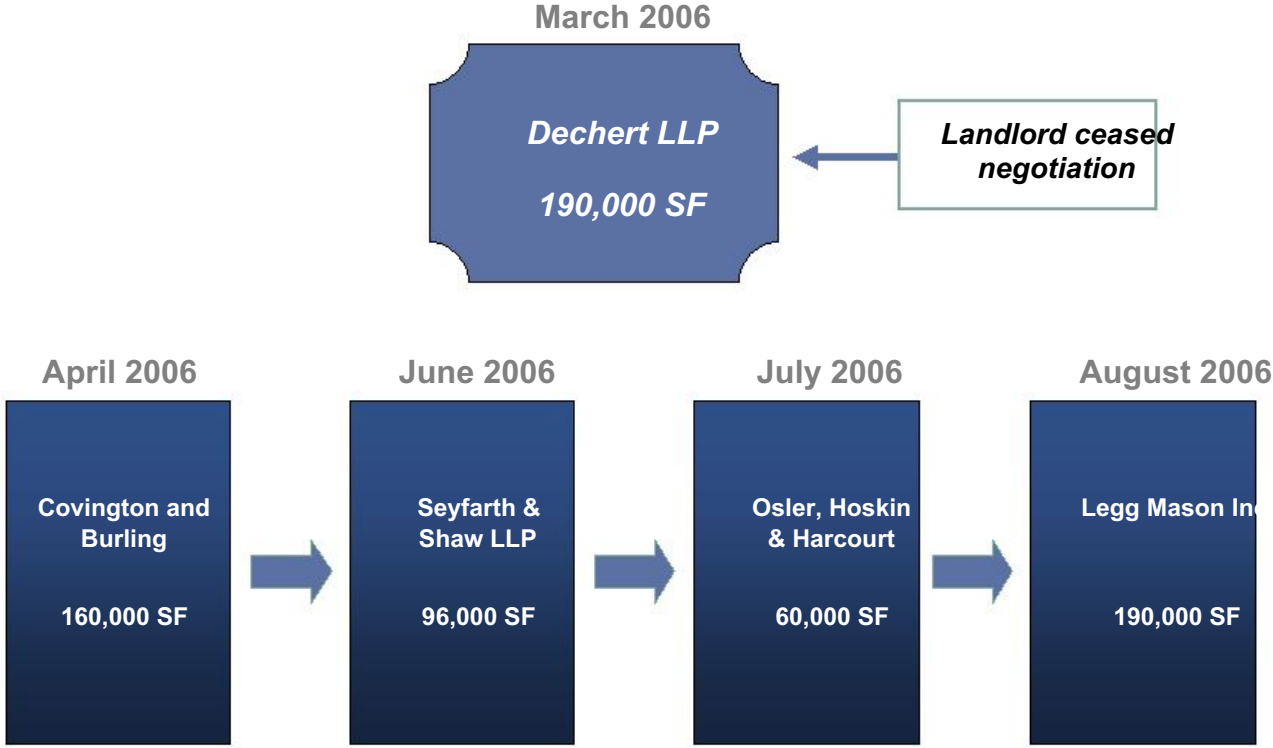 March 2006
Dechert LLP
190,000 SF
Landlord ceased
negotiation
April 2006
Covington and
Burling
160,000 SF
June 2006
Seyfarth &
Shaw LLP
96,000 SF
July 2006
Osler, Hoskin
& Harcourt
60,000 SF
August 2006
Legg Mason Inc
190,000 SF